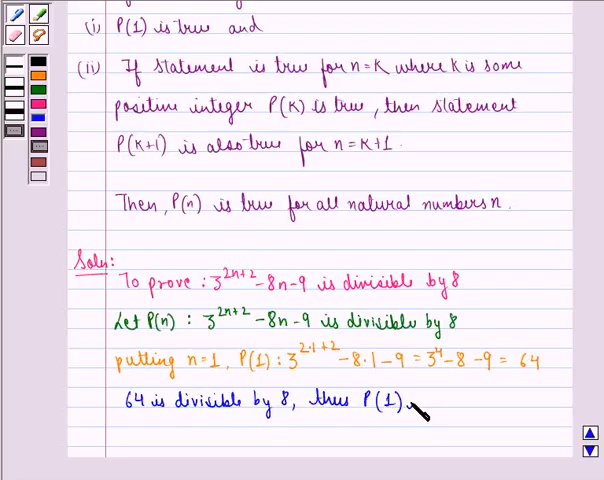 (i) P(1) is true and
(ii) If statement is true for n=k where k is some
positive integer P(k) is true, then statement
P(k+1) is also true for n=k+1.
Then, P(n) is true for all natural numbers n.
Soln:
To prove : 3^{2n+2} -8n-9 is divisible by 8
Let P(n) : 3^{2n+2} -8n-9 is divisible by 8
putting n=1, P(1) : 3^{2·1+2} -8·1-9 = 3^4 -8-9 = 64
64 is divisible by 8, thus P(1)